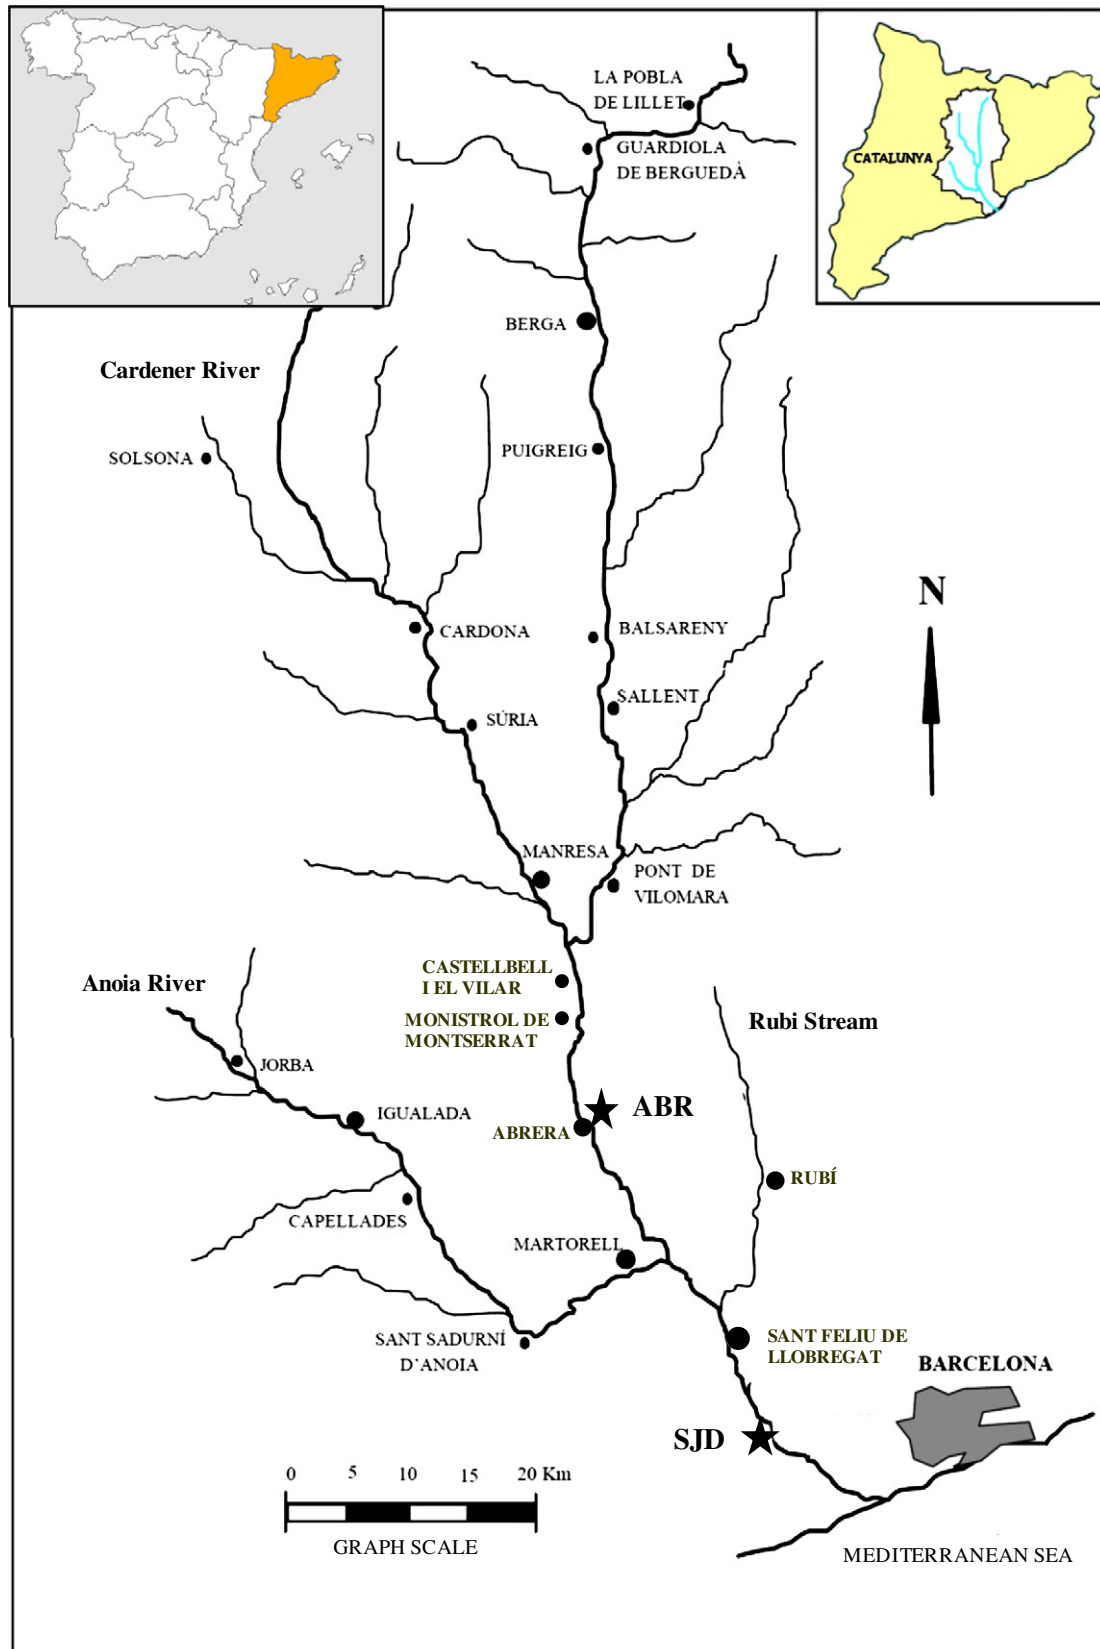 LA POBLA
DE LILLET
GUARDIOLA
DE BERGUEDÀ
CATALUNYA
BERGA
Cardener River
PUIGREIG
SOLSONA
N
CARDONA
BALSARENY
SALLENT
SÚRIA
MANRESA
PONT DE
VILOMARA
CASTELLBELL
I EL VILAR
Anoia River
MONISTROL DE
MONTSERRAT
Rubi Stream
JORBA
IGUALADA
ABR
ABRERA
RUBÍ
CAPELLADES
MARTORELL
SANT SADURNÍ
D'ANOIA
SANT FELIU DE
LLOBREGAT
BARCELONA
SJD
0 5 10 15 20 Km
GRAPH SCALE
MEDITERRANEAN SEA